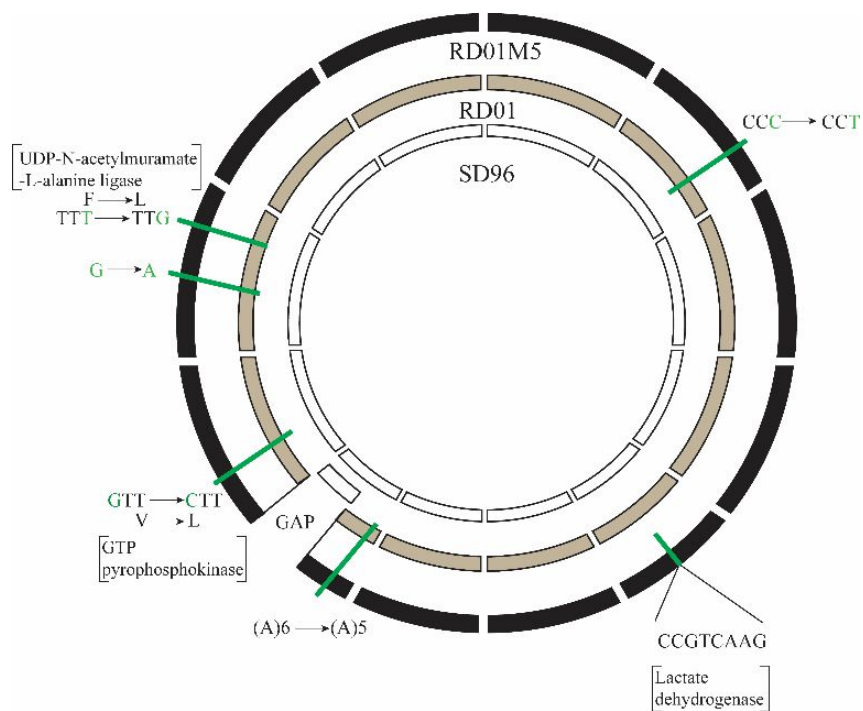 RD01M5
RD01
SD96
CCC → CCT
UDP-N-acetylmuramate
-L-alanine ligase
F → L
TTT → TTG
G → A
GTT → CTT
V ➤ L
GTP
pyrophosphokinase
GAP
(A)6 → (A)5
CCGTCAAG
Lactate
dehydrogenase